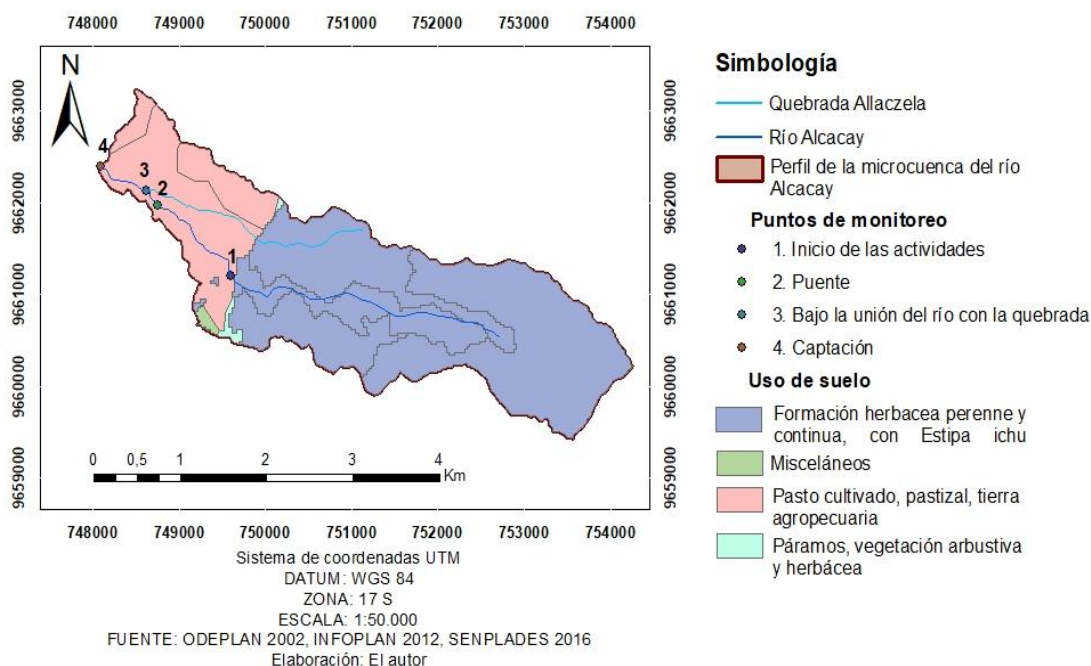 748000 749000 750000 751000 752000 753000 754000
N
9663000
9662000
9661000
9660000
9659000
9663000
9662000
9661000
9660000
9659000
4
3
2
1
0 0,5 1 2 3 4
Km
748000 749000 750000 751000 752000 753000 754000
Sistema de coordenadas UTM
DATUM: WGS 84
ZONA: 17 S
ESCALA: 1:50.000
FUENTE: ODEPLAN 2002, INFOPLAN 2012, SENPLADES 2016
Elaboración: El autor
Simbología
Quebrada Allaczela
Río Alcacay
Perfil de la microcuenca del río
Alcacay
Puntos de monitoreo
1. Inicio de las actividades
2. Puente
3. Bajo la unión del río con la quebrada
4. Captación
Uso de suelo
Formación herbacea perenne y
continua, con Estipa ichu
Misceláneos
Pasto cultivado, pastizal, tierra
agropecuaria
Páramos, vegetación arbustiva
y herbácea